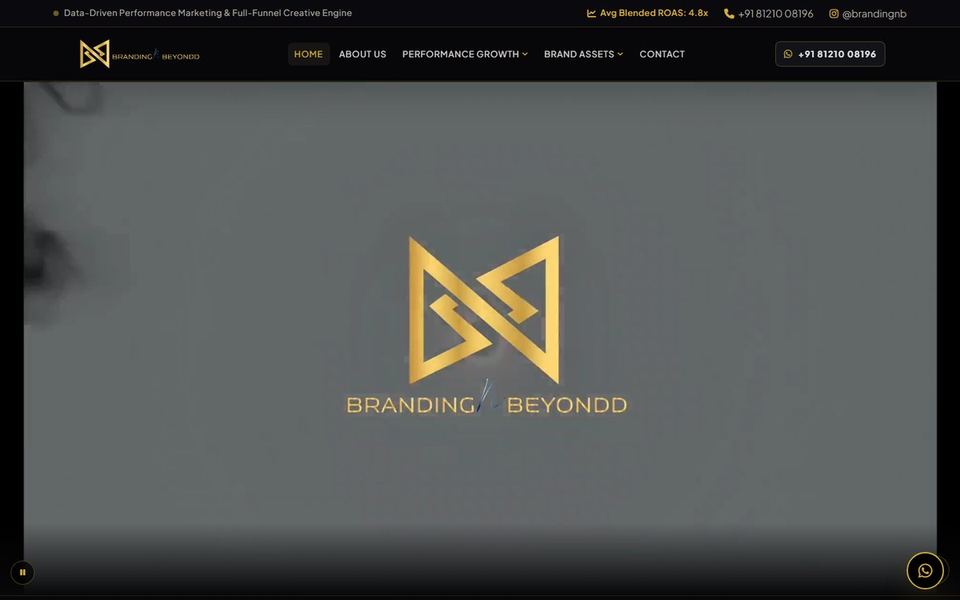 Data-Driven Performance Marketing & Full-Funnel Creative Engine
Avg Blended ROAS: 4.8x
+91 81210 08196
@brandingnb
BRANDING BEYONDD
HOME
ABOUT US
PERFORMANCE GROWTH
BRAND ASSETS
CONTACT
+91 81210 08196
BRANDING BEYONDD